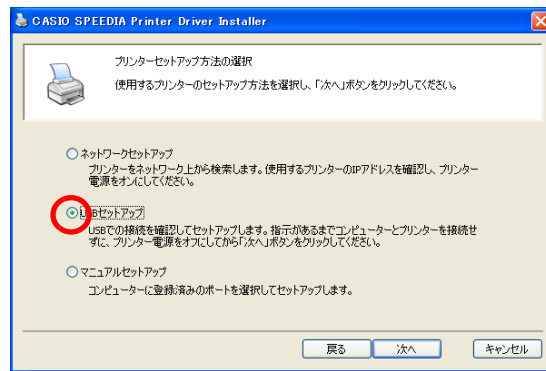 CASIO SPEEDIA Printer Driver Installer
プリンターセットアップ方法の選択
使用するプリンターのセットアップ方法を選択し、「次へ」ボタンをクリックしてください。
ネットワークセットアップ
プリンターをネットワーク上から検索します。使用するプリンターのIPアドレスを確認し、プリンター
電源をオンにしてください。
USBセットアップ
USBでの接続を確認してセットアップします。指示があるまでコンピューターとプリンターを接続せ
ずに、プリンター電源をオフにしてから「次へ」ボタンをクリックしてください。
マニュアルセットアップ
コンピューターに登録済みのポートを選択してセットアップします。
戻る
次へ
キャンセル